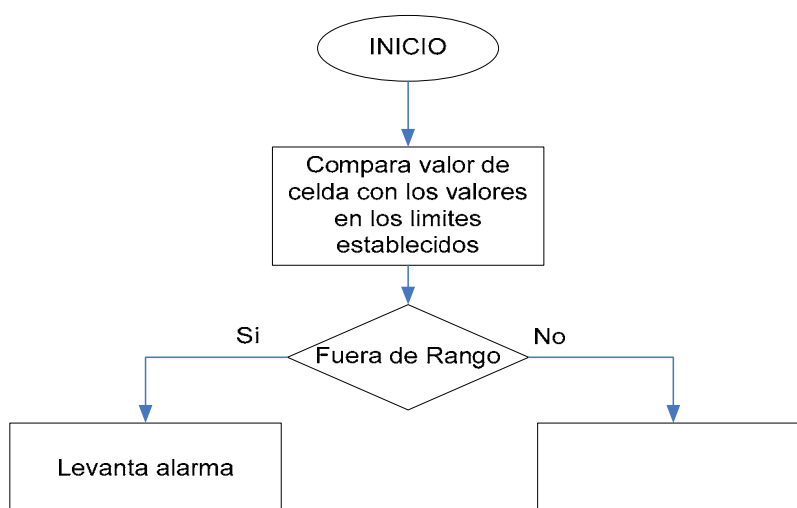 INICIO
Compara valor de
celda con los valores
en los limites
establecidos
Si
Fuera de Rango
No
Levanta alarma